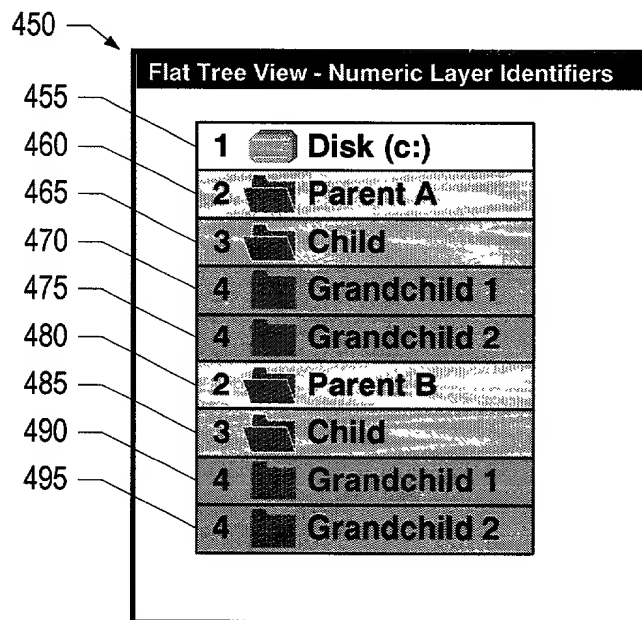 450
Flat Tree View - Numeric Layer Identifiers
455 1 Disk (c:)
460 2 Parent A
465 3 Child
470 4 Grandchild 1
475 4 Grandchild 2
480 2 Parent B
485 3 Child
490 4 Grandchild 1
495 4 Grandchild 2